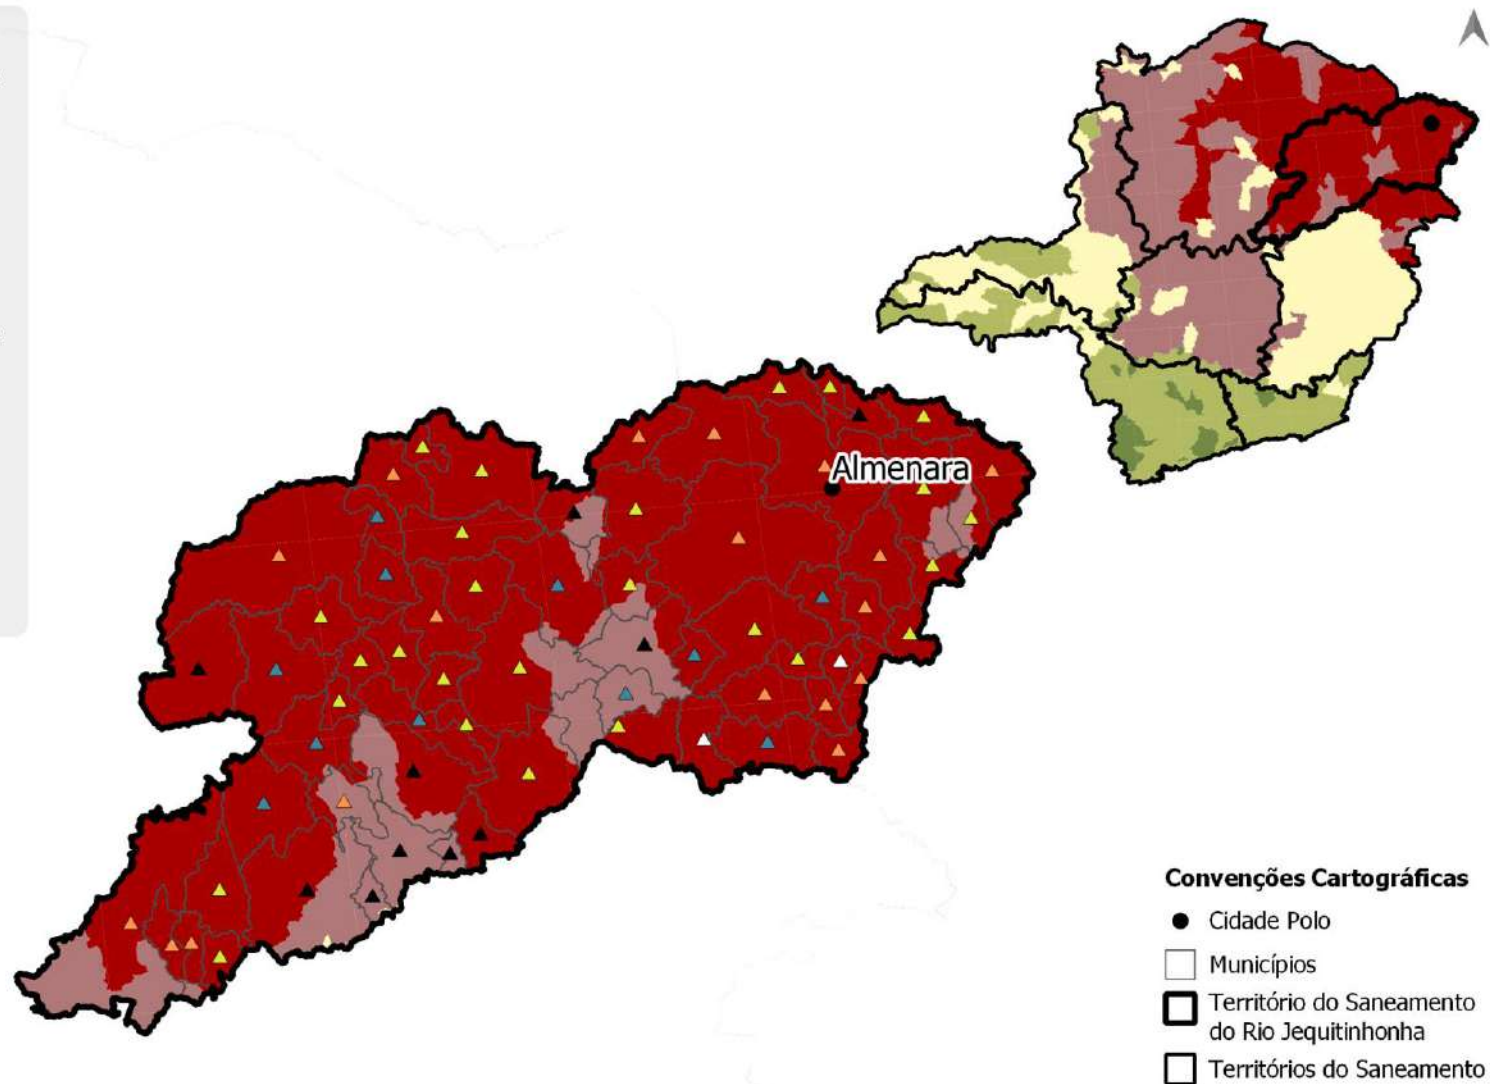 Almenara
Convenções Cartográficas
Cidade Polo
Municípios
Território do Saneamento
do Rio Jequitinhonha
Territórios do Saneamento